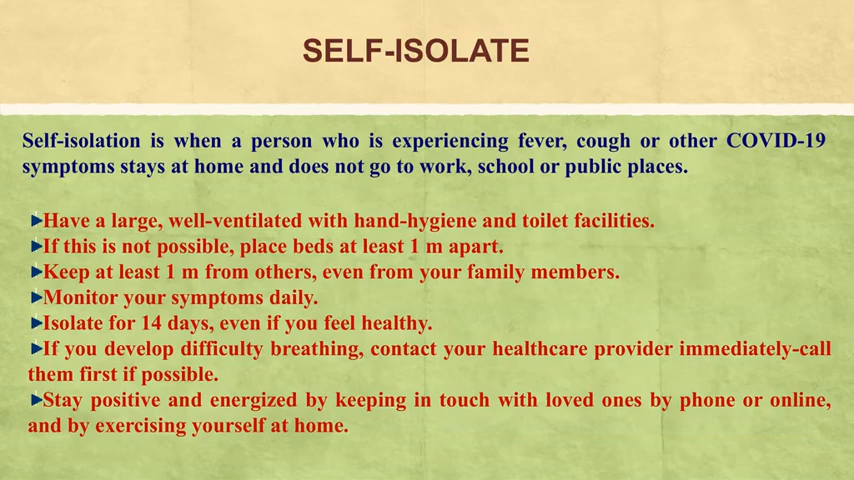 SELF-ISOLATE
Self-isolation is when a person who is experiencing fever, cough or other COVID-19
symptoms stays at home and does not go to work, school or public places.
Have a large, well-ventilated with hand-hygiene and toilet facilities.
If this is not possible, place beds at least 1 m apart.
Keep at least 1 m from others, even from your family members.
Monitor your symptoms daily.
Isolate for 14 days, even if you feel healthy.
If you develop difficulty breathing, contact your healthcare provider immediately-call
them first if possible.
Stay positive and energized by keeping in touch with loved ones by phone or online,
and by exercising yourself at home.